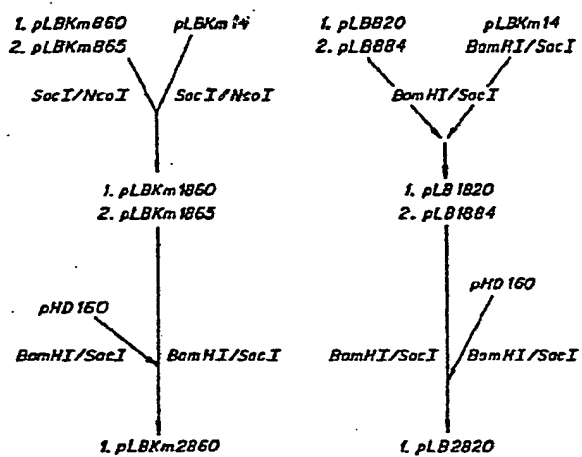 1. pLBKm860
2. pLBKm865
pLBKm14
SacI/NcoI
SacI/NcoI
1. pLBKm1860
2. pLBKm1865
pHD160
BamHI/SacI
BamHI/SacI
1. pLBKm2860
1. pLB820
2. pLB884
pLBKm14
BamHI/SacI
BamHI/SacI
1. pLB1820
2. pLB1884
pHD160
BamHI/SacI
BamHI/SacI
1. pLB2820